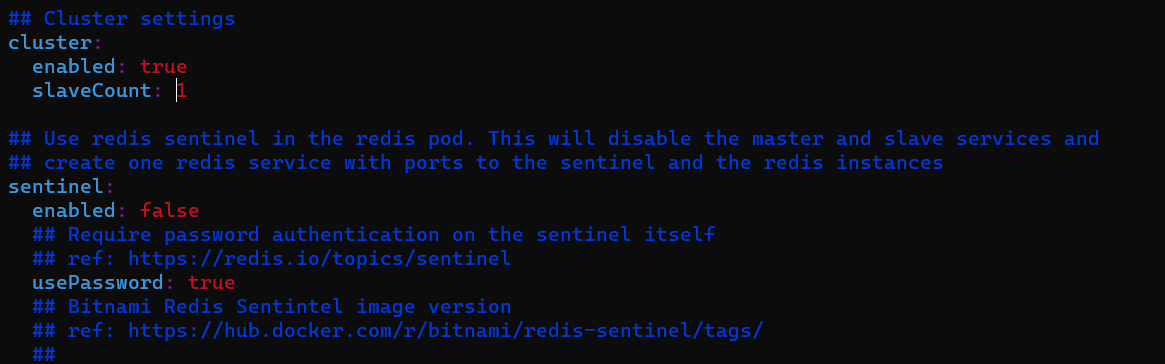 ## Cluster settings
cluster:
  enabled: true
  slaveCount: 1

## Use redis sentinel in the redis pod. This will disable the master and slave services and
## create one redis service with ports to the sentinel and the redis instances
sentinel:
  enabled: false
  ## Require password authentication on the sentinel itself
  ## ref: https://redis.io/topics/sentinel
  usePassword: true
  ## Bitnami Redis Sentintel image version
  ## ref: https://hub.docker.com/r/bitnami/redis-sentinel/tags/
  ##